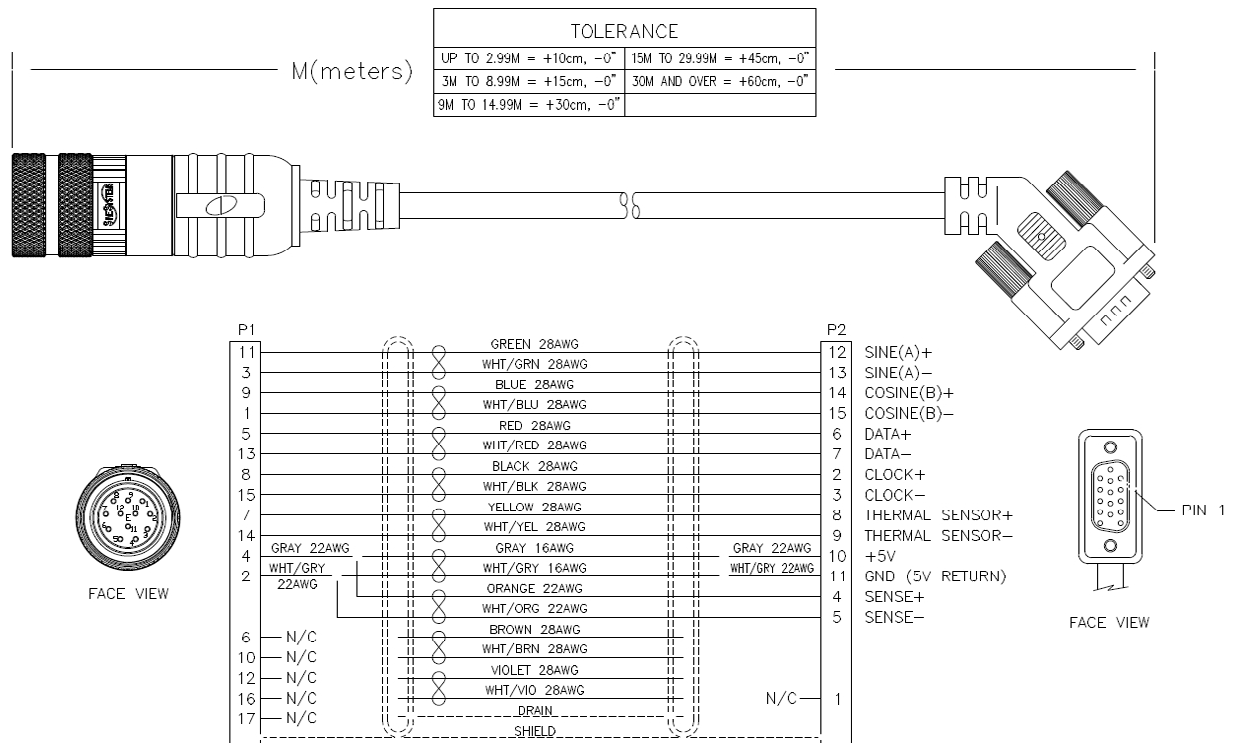 TOLERANCE
UP TO 2.99M = +10cm, −0" 15M TO 29.99M = +45cm, −0"
3M TO 8.99M = +15cm, −0" 30M AND OVER = +60cm, −0"
9M TO 14.99M = +30cm, −0"
M(meters)
P1 P2
11 GREEN 28AWG 12 SINE(A)+
3 WHT/GRN 28AWG 13 SINE(A)−
9 BLUE 28AWG 14 COSINE(B)+
1 WHT/BLU 28AWG 15 COSINE(B)−
5 RED 28AWG 6 DATA+
13 WHT/RED 28AWG 7 DATA−
8 BLACK 28AWG 2 CLOCK+
15 WHT/BLK 28AWG 3 CLOCK−
7 YELLOW 28AWG 8 THERMAL SENSOR+
14 WHT/YEL 28AWG 9 THERMAL SENSOR−
4 GRAY 22AWG GRAY 16AWG GRAY 22AWG 10 +5V
2 WHT/GRY 22AWG WHT/GRY 16AWG WHT/GRY 22AWG 11 GND (5V RETURN)
ORANGE 22AWG 4 SENSE+
WHT/ORG 22AWG 5 SENSE−
6 N/C BROWN 28AWG
10 N/C WHT/BRN 28AWG
12 N/C VIOLET 28AWG
16 N/C WHT/VIO 28AWG N/C 1
17 N/C DRAIN
SHIELD
FACE VIEW
PIN 1
FACE VIEW